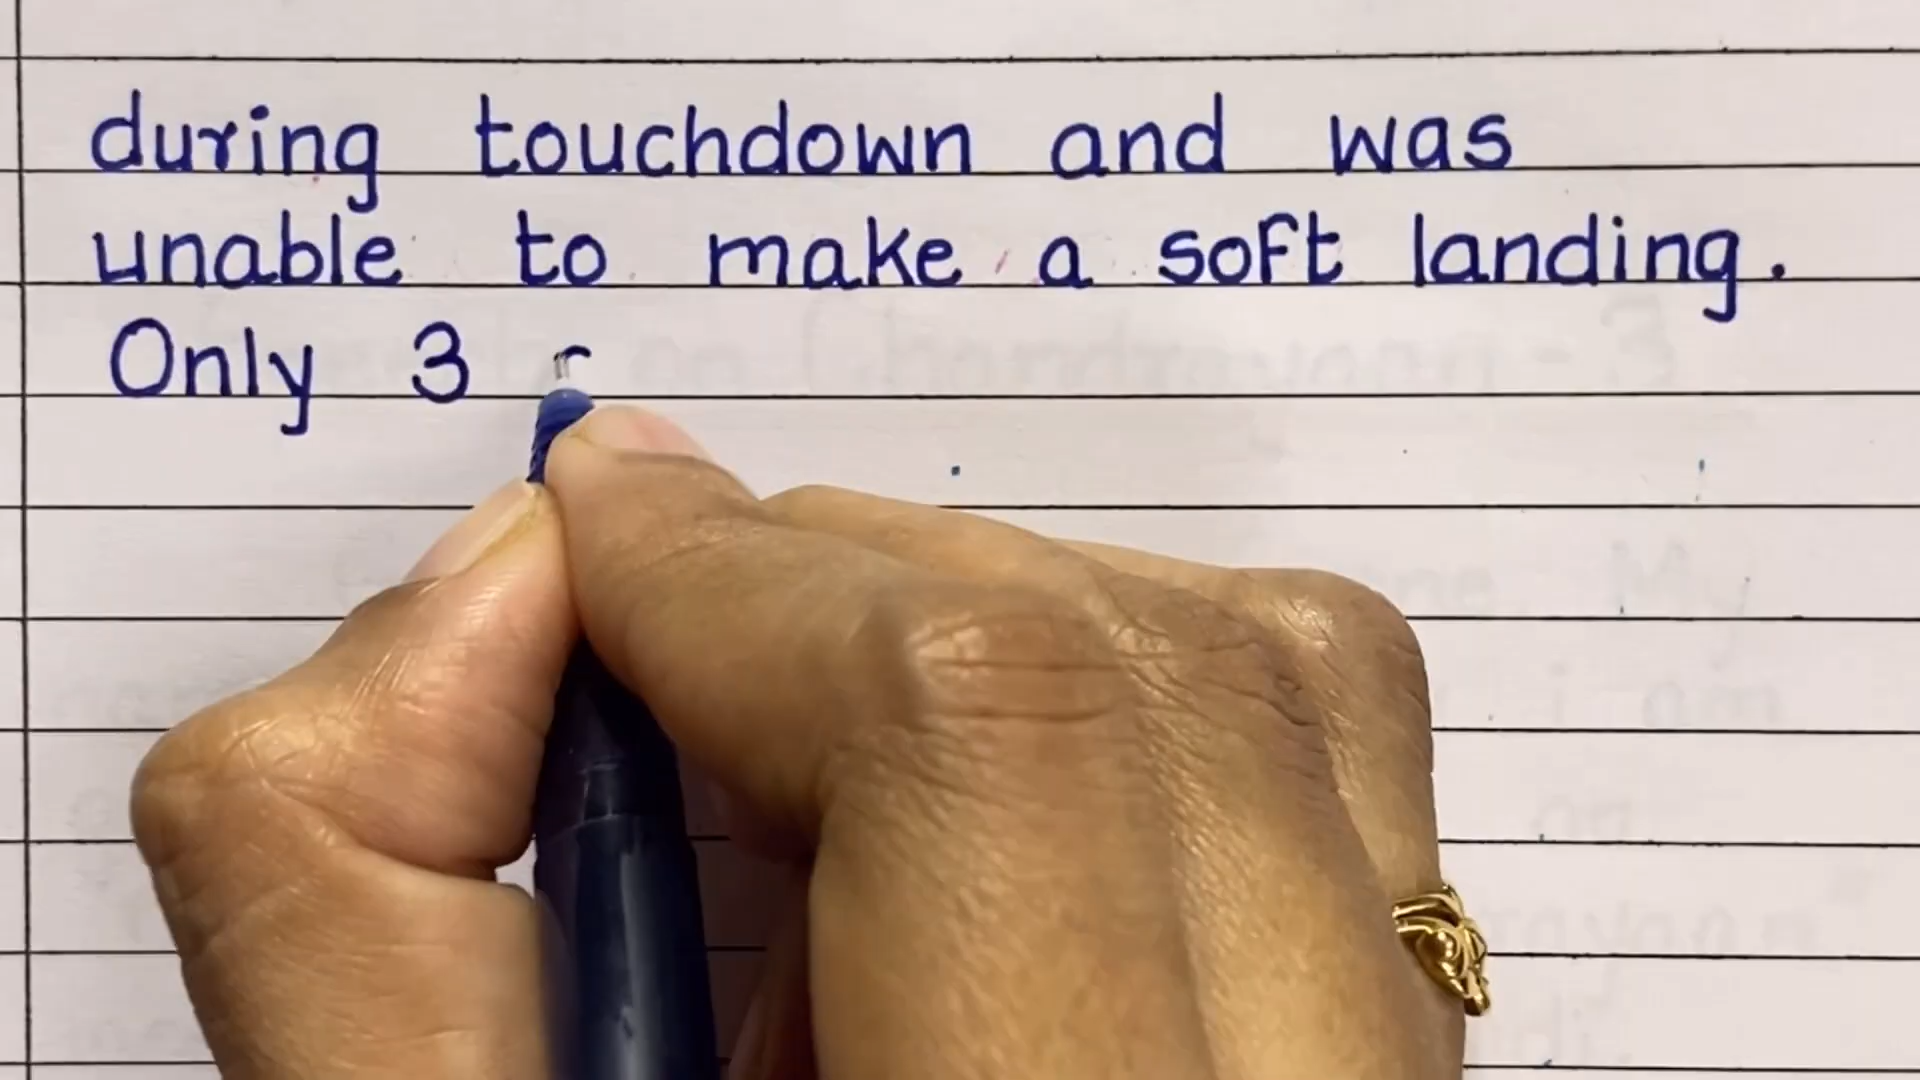 during touchdown and was
unable to make a soft landing.
Only 3